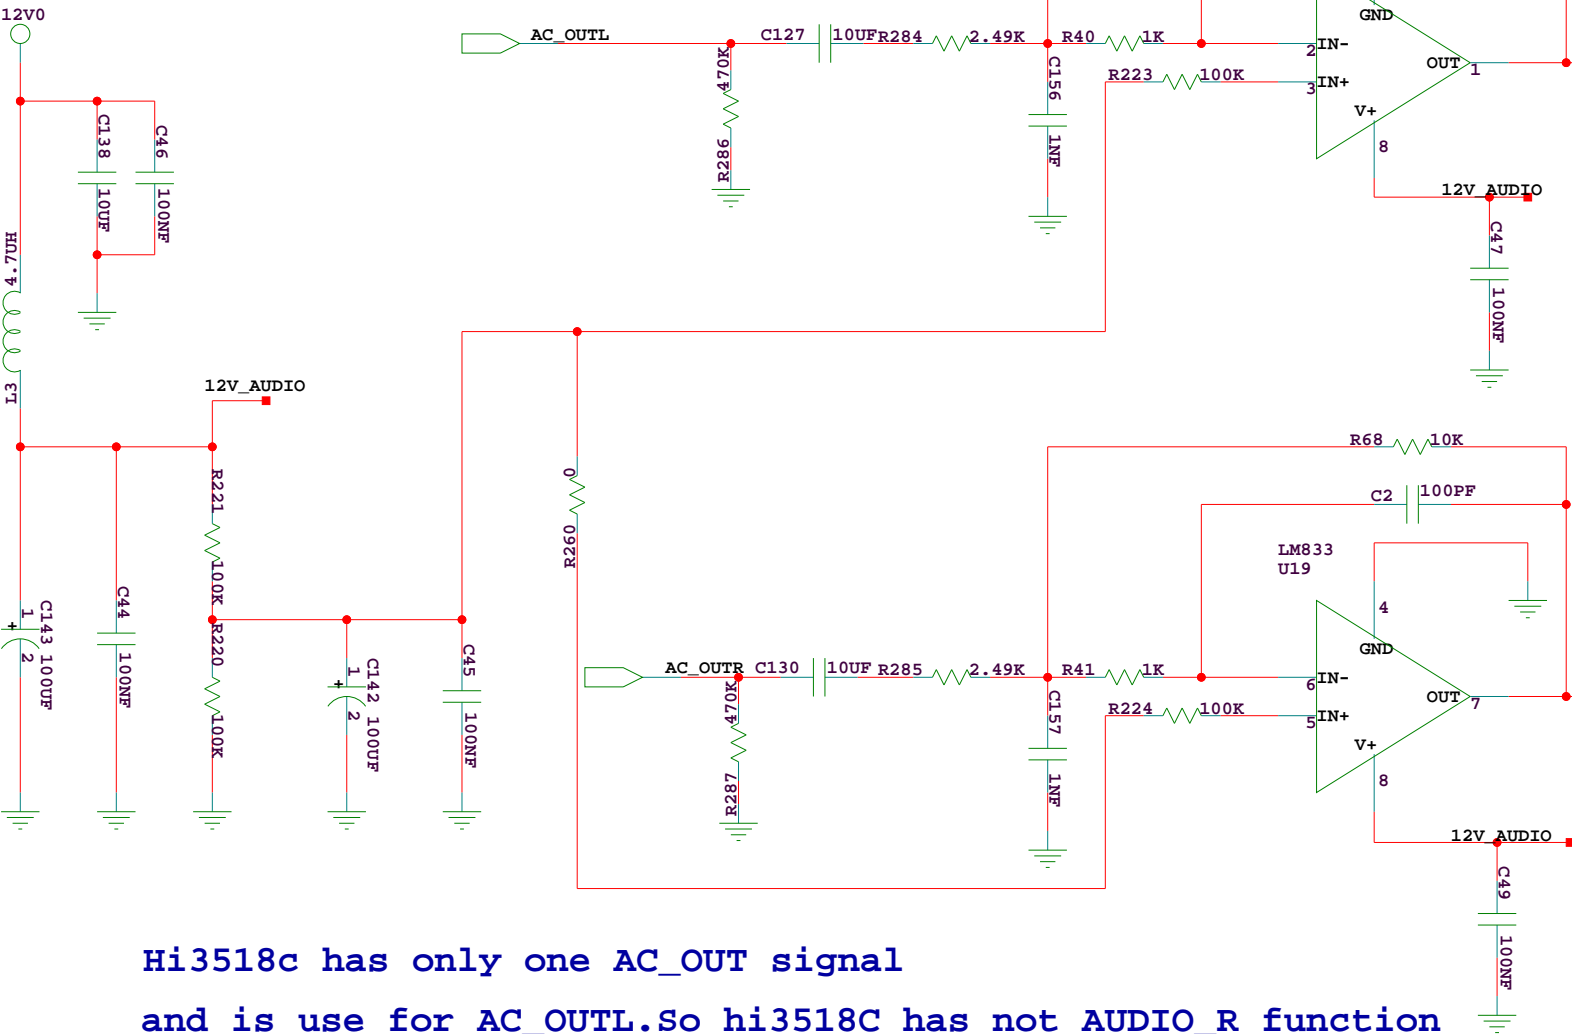 12V0
AC_OUTL
C127
10UF
R284
2.49K
R40
1K
GND
2
IN-
OUT
1
470K
R286
C156
1NF
R223
100K
3
IN+
V+
8
12V_AUDIO
C47
100NF
C138
10UF
C46
100NF
4.7UH
L3
12V_AUDIO
R221
100K
R220
100K
1
+
2
C143 100UF
C44
100NF
1
+
2
C142 100UF
C45
100NF
0
R260
R68
10K
C2
100PF
LM833
U19
4
GND
AC_OUTR
C130
10UF
R285
2.49K
R41
1K
6
IN-
OUT
7
470K
R287
C157
1NF
R224
100K
5
IN+
V+
8
12V_AUDIO
C49
100NF
Hi3518c has only one AC_OUT signal
and is use for AC_OUTL.So hi3518C has not AUDIO_R function